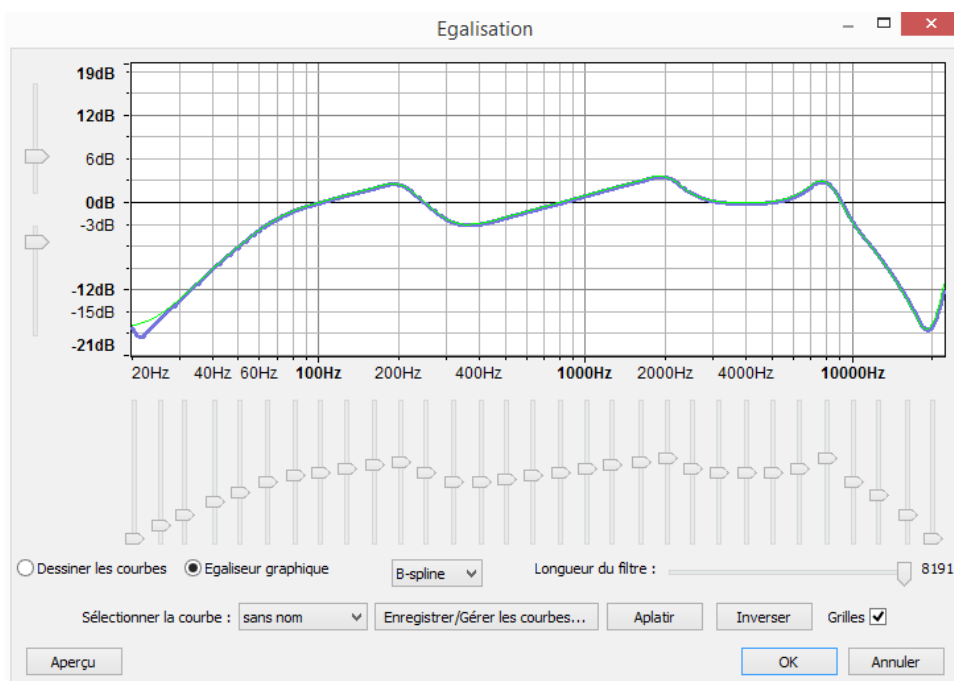 Egalisation
19dB
12dB
6dB
0dB
-3dB
-12dB
-15dB
-21dB
20Hz 40Hz 60Hz 100Hz 200Hz 400Hz 1000Hz 2000Hz 4000Hz 10000Hz
Dessiner les courbes Egaliseur graphique B-spline Longueur du filtre : 8191
Sélectionner la courbe : sans nom Enregistrer/Gérer les courbes... Aplatir Inverser Grilles
Aperçu OK Annuler